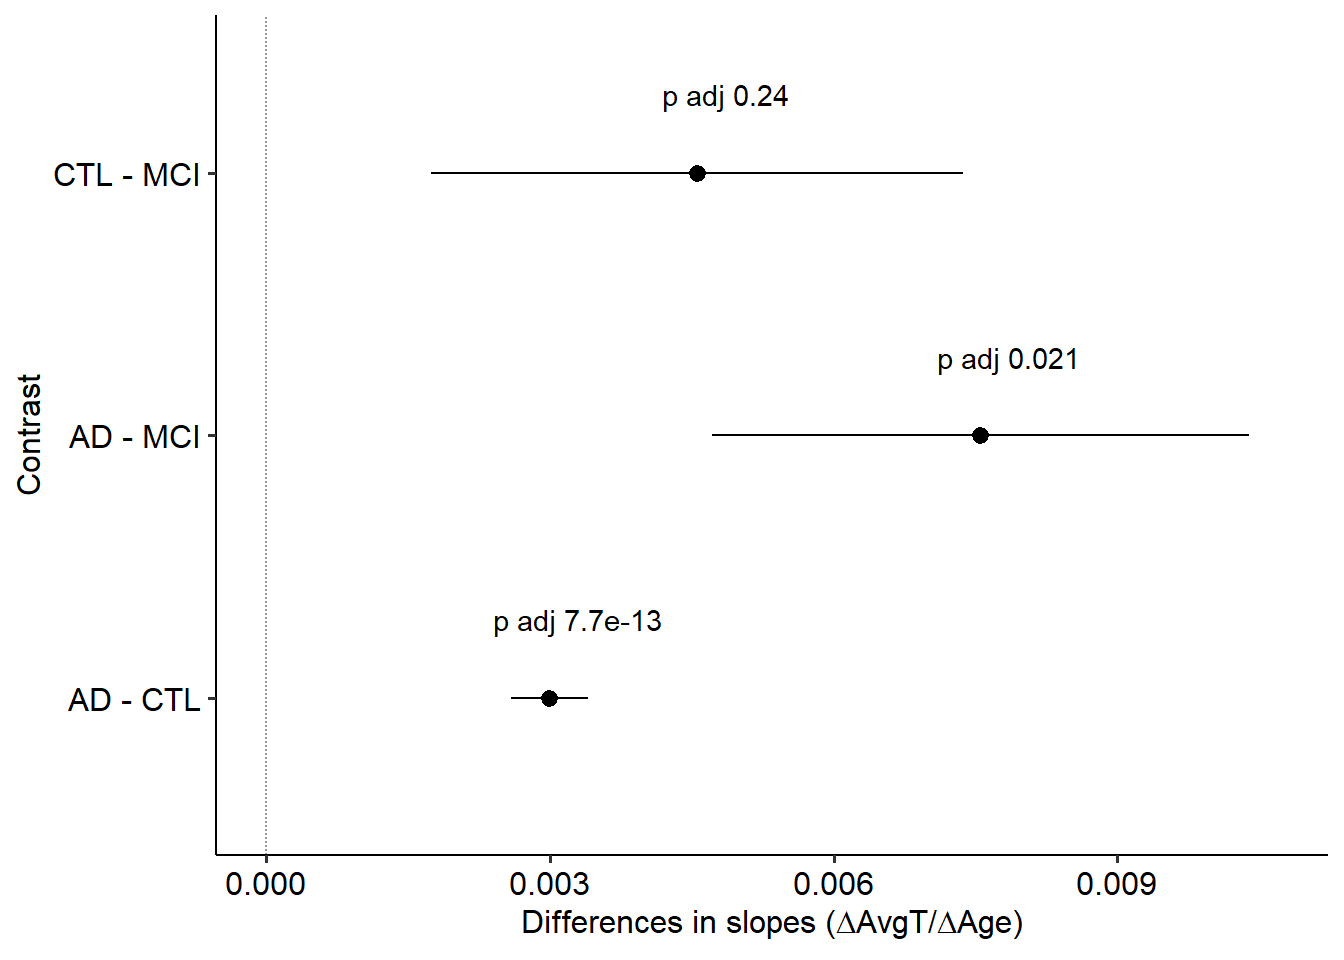 p adj 0.24
CTL - MCI
p adj 0.021
AD - MCI
Contrast
p adj 7.7e-13
AD - CTL
0.000 0.003 0.006 0.009
Differences in slopes (ΔAvgT/ΔAge)